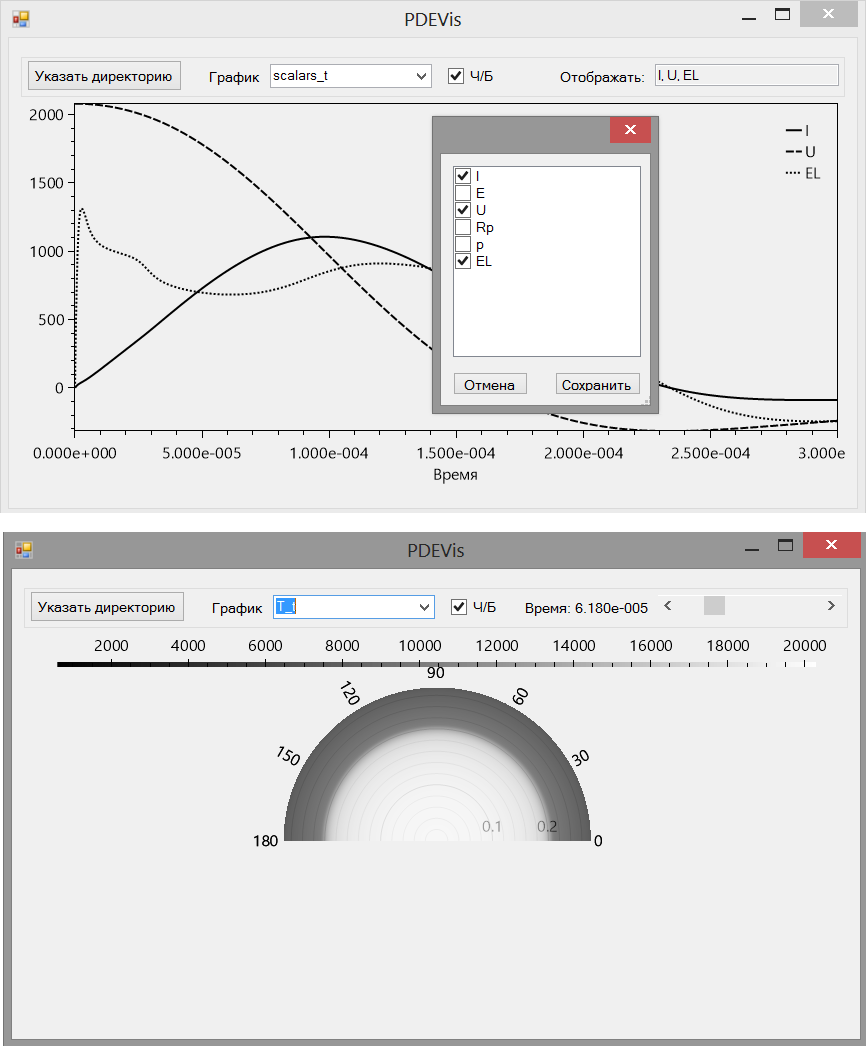 PDEVis
Указать директорию График scalars_t Ч/Б Отображать: I, U, EL
2000
1500
1000
500
0
I
U
EL
I
E
U
Rp
p
EL
Отмена Сохранить
0.000e+000 5.000e-005 1.000e-004 1.500e-004 2.000e-004 2.500e-004 3.000e
Время
PDEVis
Указать директорию График T_t Ч/Б Время: 6.180e-005
2000 4000 6000 8000 10000 12000 14000 16000 18000 20000
90
120 60
150 30
0.1 0.2
180 0